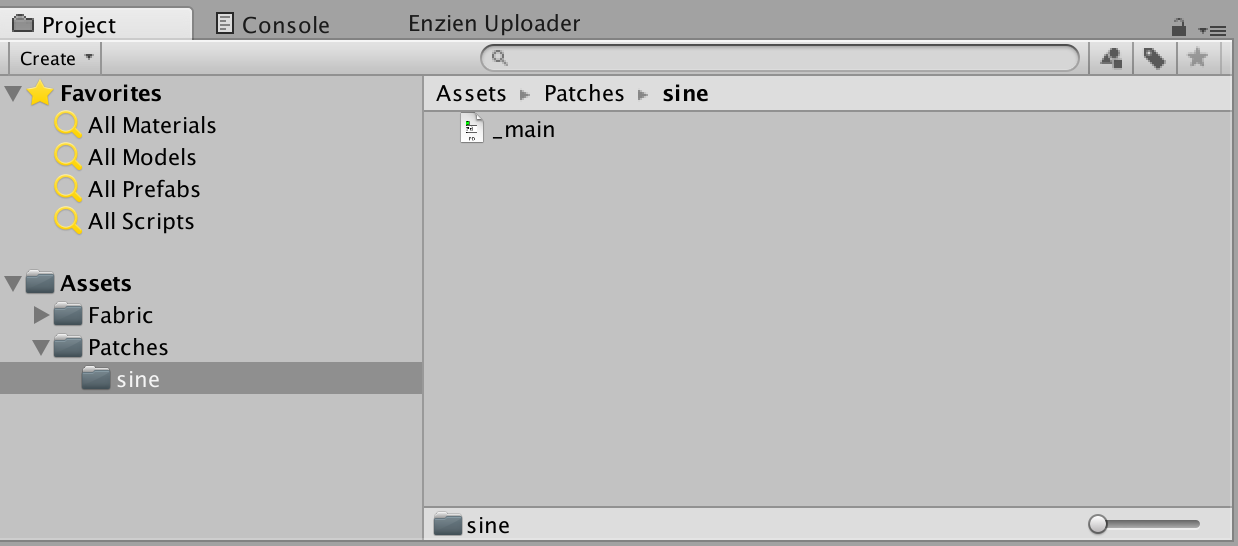 Project Console Enzien Uploader
Create
Favorites
All Materials
All Models
All Prefabs
All Scripts
Assets
Fabric
Patches
sine
Assets Patches sine
_main
sine